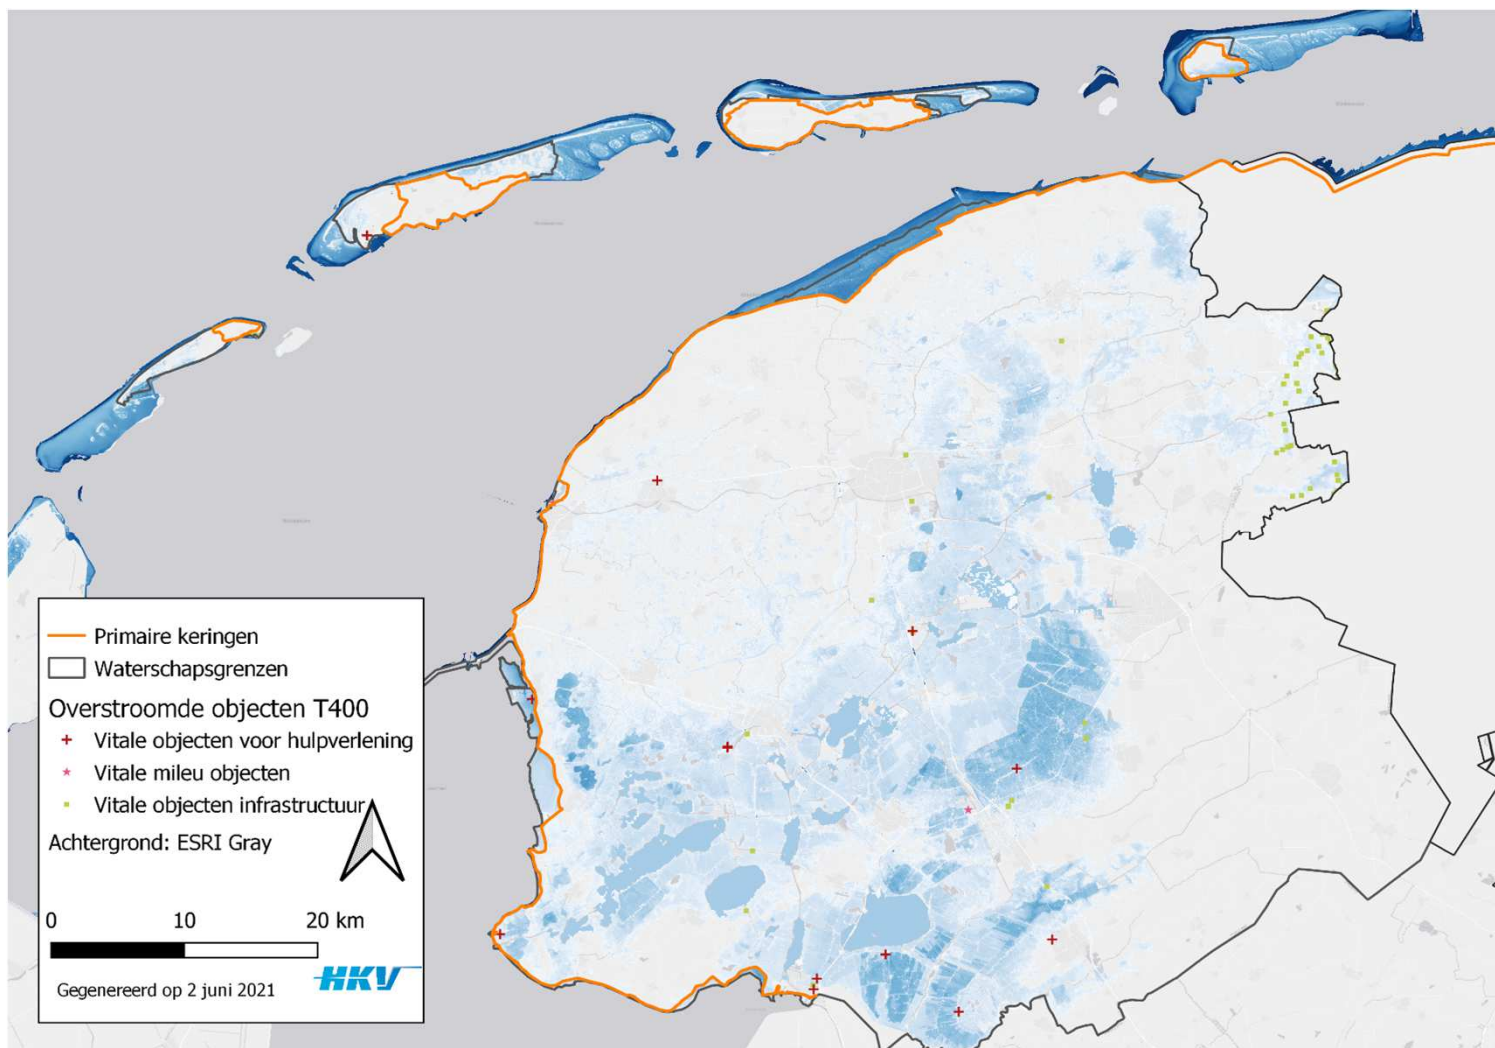 Primaire keringen
Waterschapsgrenzen
Overstroomde objecten T400
Vitale objecten voor hulpverlening
Vitale mileu objecten
Vitale objecten infrastructuur
Achtergrond: ESRI Gray
0 10 20 km
Gegenereerd op 2 juni 2021
HKV